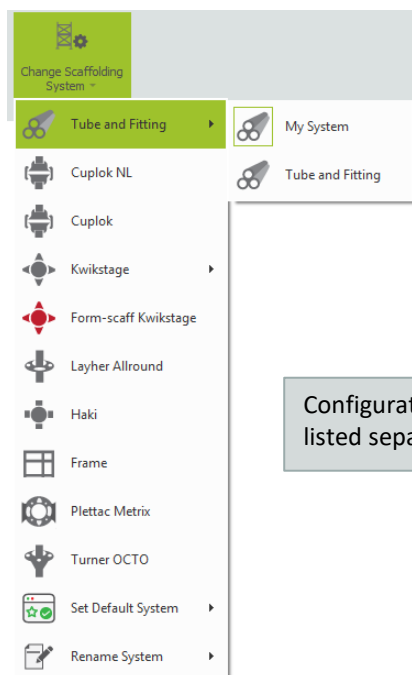 Change Scaffolding
System
Tube and Fitting
My System
Tube and Fitting
Cuplok NL
Cuplok
Kwikstage
Form-scaff Kwikstage
Layher Allround
Haki
Frame
Plettac Metrix
Turner OCTO
Set Default System
Rename System
listed